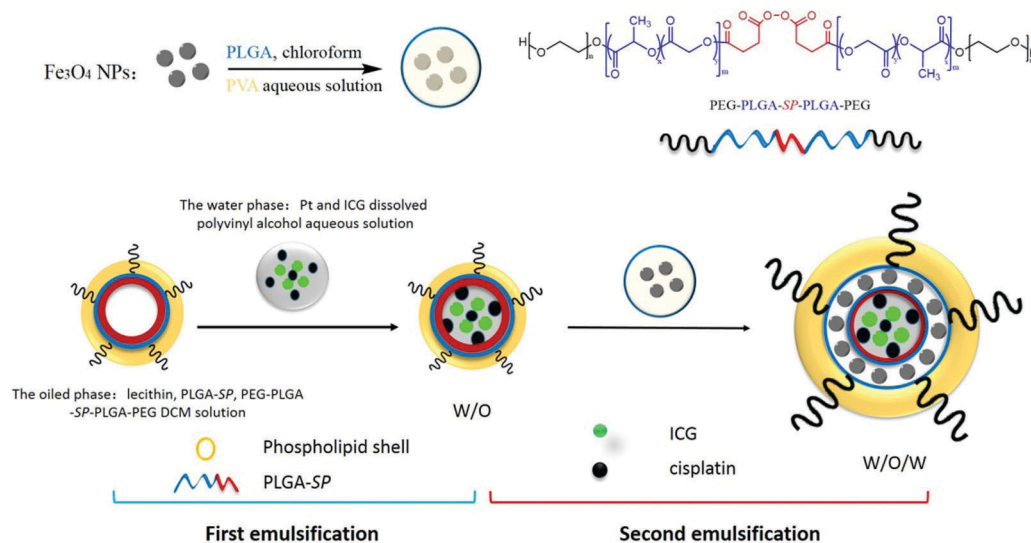 Fe₃O₄ NPs:
PLGA, chloroform
PVA aqueous solution
CH₃
H
O
O
n
O
O
x
O
O
y
O
m
O
O-O
O
O
O
O
O
y
O
O
x
m
O
O
n
CH₃
PEG-PLGA-SP-PLGA-PEG
The water phase: Pt and ICG dissolved
polyvinyl alcohol aqueous solution
The oiled phase: lecithin, PLGA-SP, PEG-PLGA
-SP-PLGA-PEG DCM solution
W/O
W/O/W
Phospholipid shell
PLGA-SP
ICG
cisplatin
First emulsification
Second emulsification